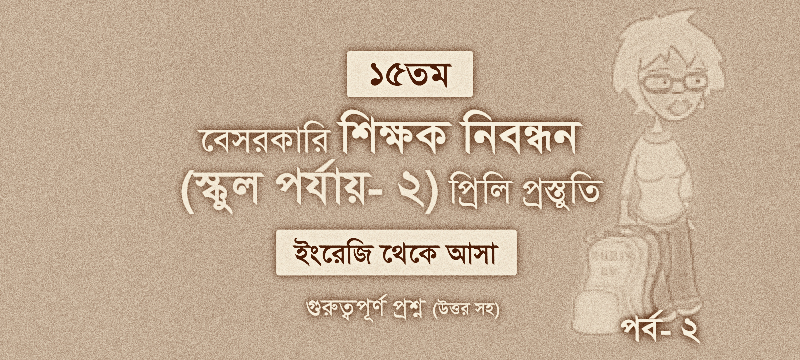 ১৫তম
বেসরকারি শিক্ষক নিবন্ধন
(স্কুল পর্যায়- ২) প্রিলি প্রস্তুতি
ইংরেজি থেকে আসা
গুরুত্বপূর্ণ প্রশ্ন (উত্তর সহ)
পর্ব- ২